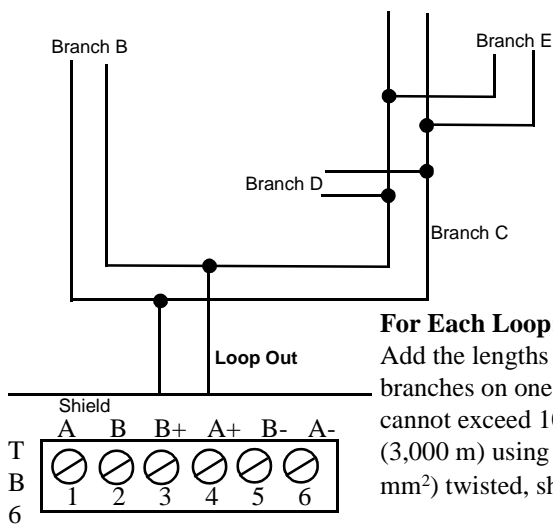 Branch B
Branch E
Branch D
Branch C
Loop Out
For Each Loop
Add the lengths
branches on one
cannot exceed 10
(3,000 m) using
mm²) twisted, sh
Shield
A B B+ A+ B- A-
T
B
6
1 2 3 4 5 6